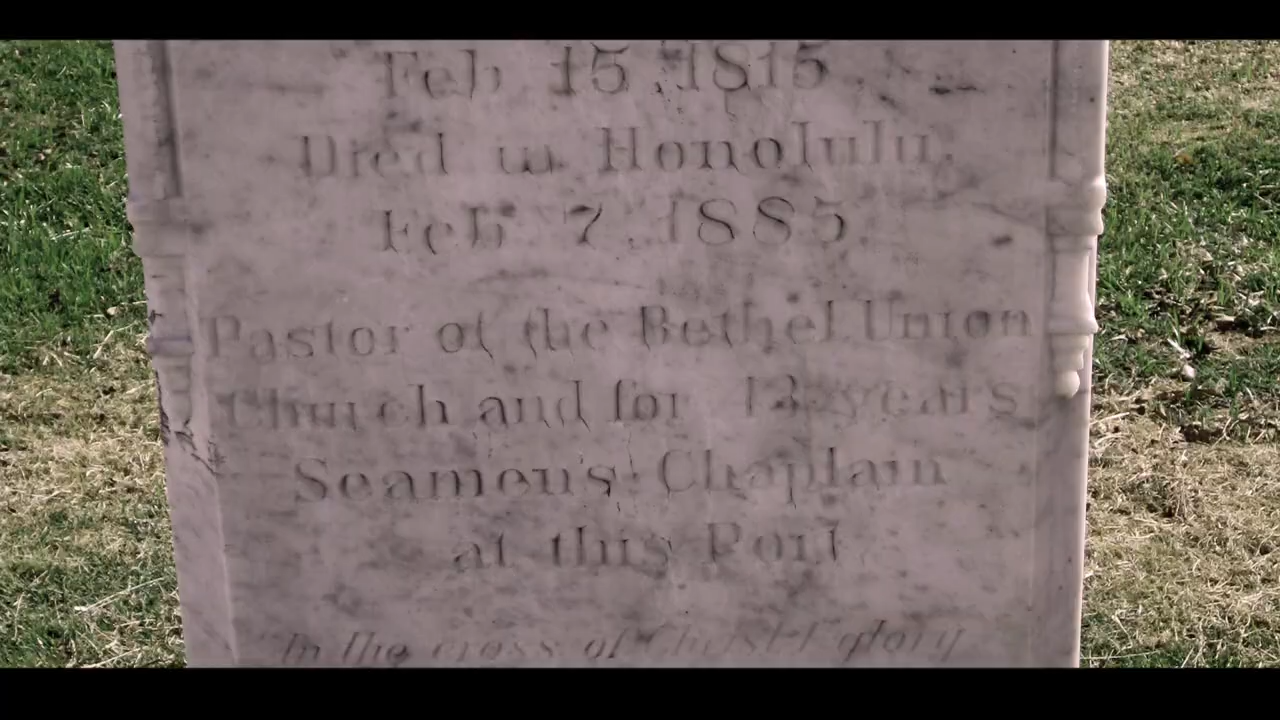 Feb 15, 1815
Died in Honolulu,
Feb 7, 1885,
Pastor of the Bethel Union
Church and for 13 years
Seamen's Chaplain
at this Port
"In the cross of Christ I glory